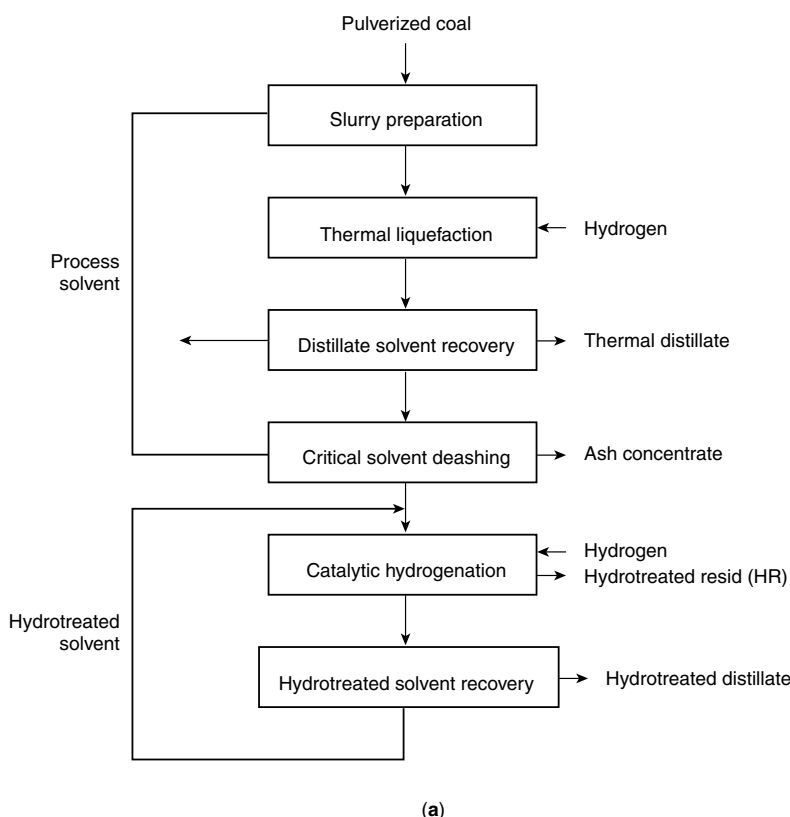 Pulverized coal
Slurry preparation
Thermal liquefaction
Hydrogen
Process
solvent
Distillate solvent recovery
Thermal distillate
Critical solvent deashing
Ash concentrate
Hydrogen
Catalytic hydrogenation
Hydrotreated resid (HR)
Hydrotreated
solvent
Hydrotreated solvent recovery
Hydrotreated distillate
(a)